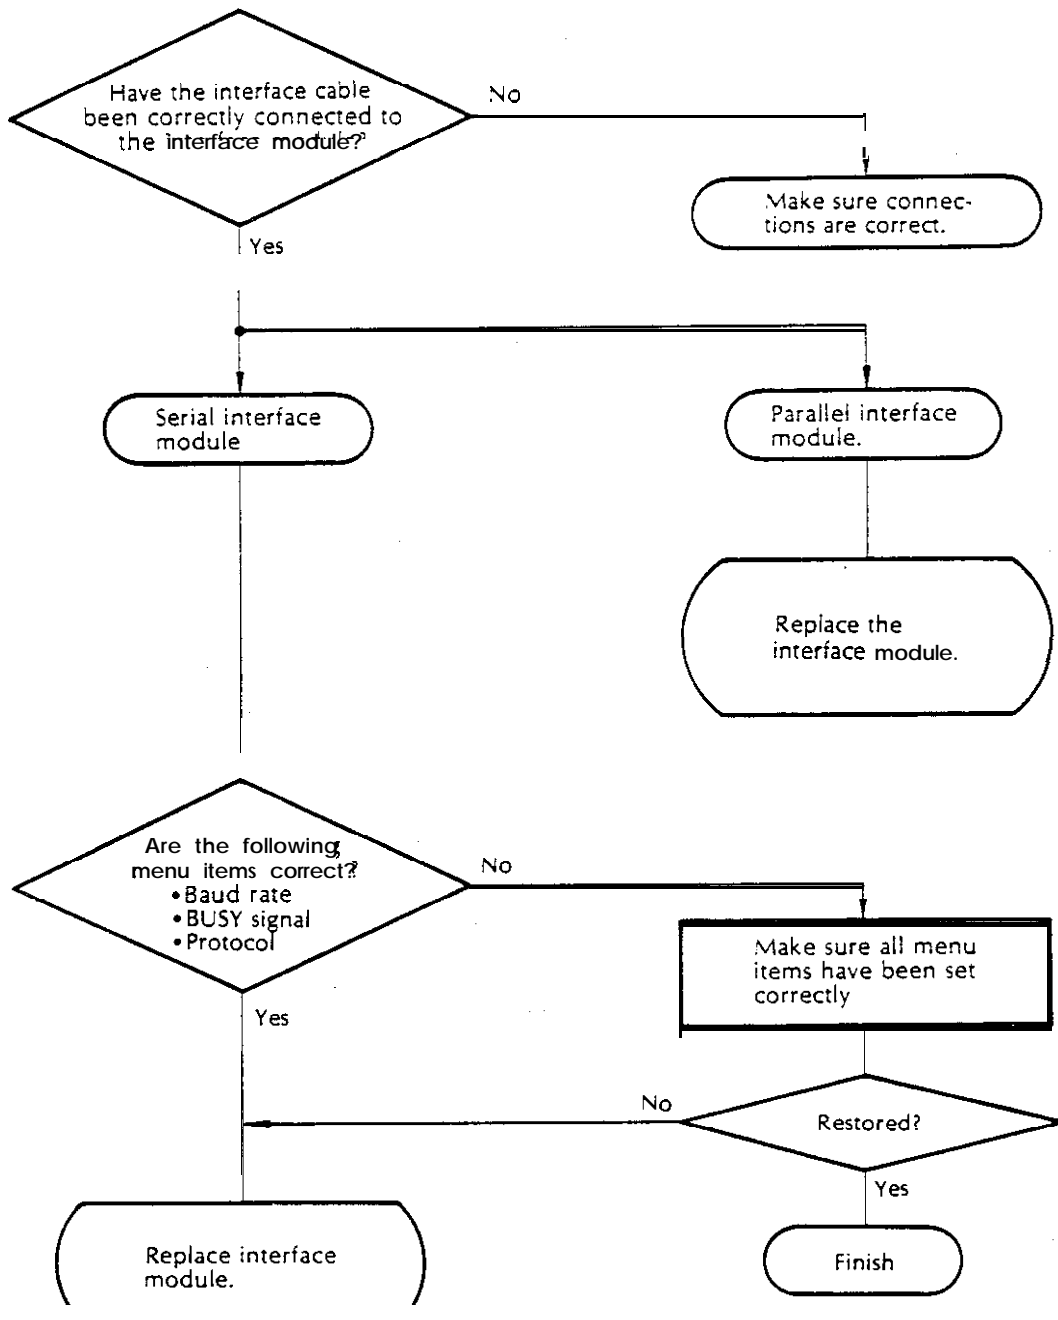 Have the interface cable
been correctly connected to
the interface module?
No
Make sure connec-
tions are correct.
Yes
Serial interface
module
Parallel interface
module.
Replace the
interface module.
Are the following
menu items correct?
•Baud rate
•BUSY signal
•Protocol
No
Make sure all menu
items have been set
correctly
Yes
No
Restored?
Yes
Replace interface
module.
Finish